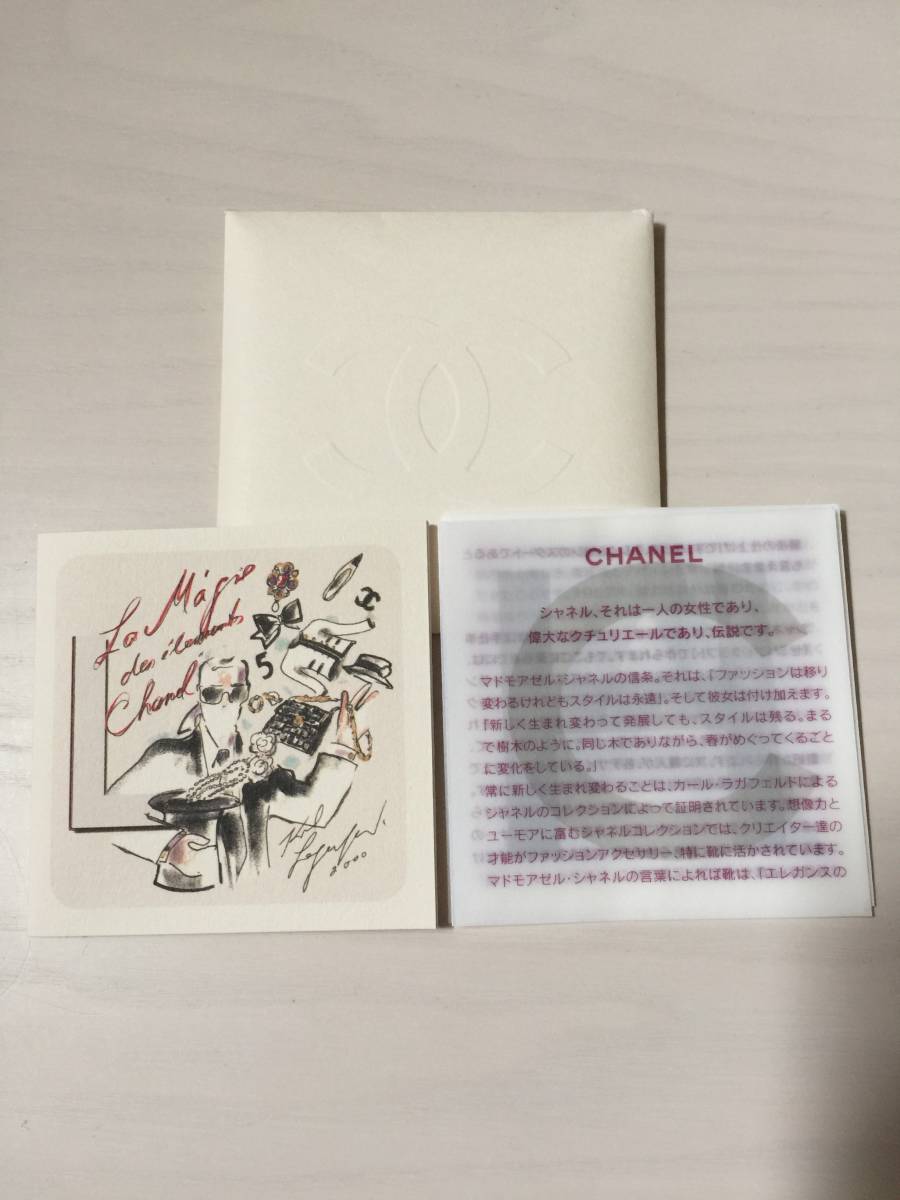 La Magie
des éléments
Chanel
5
Karl
Lagerfeld.
2000
CHANEL
シャネル、それは一人の女性であり、
偉大なクチュリエールであり、伝説です。
マドモアゼル・シャネルの信条。それは、『ファッションは移り
変わるけれどもスタイルは永遠』。そして彼女は付け加えます。
『新しく生まれ変わって発展しても、スタイルは残る。まる
で樹木のように。同じ木でありながら、春がめぐってくるごと
に変化をしている。』
常に新しく生まれ変わることは、カール・ラガフェルドによる
シャネルのコレクションによって証明されています。想像力と
ユーモアに富むシャネルコレクションでは、クリエイター達の
才能がファッションアクセサリー、特に靴に活かされています。
マドモアゼル・シャネルの言葉によれば靴は、『エレガンスの